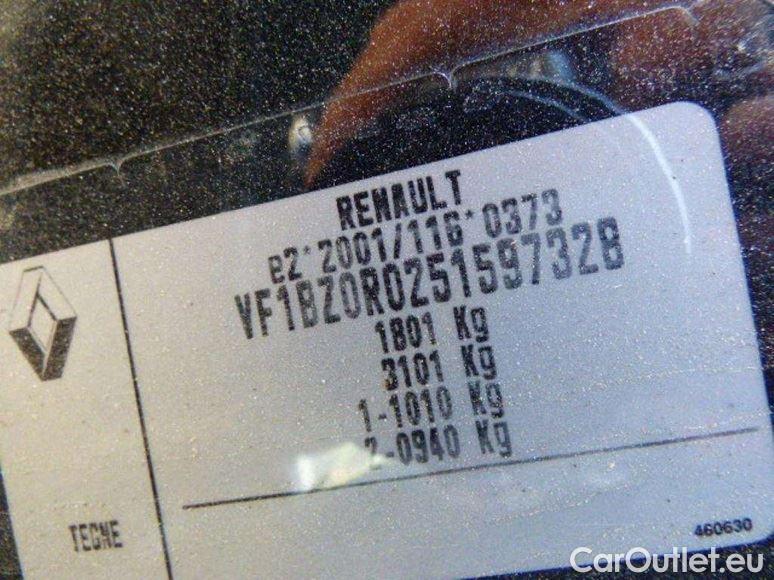 RENAULT
e2*2001/116*0373
VF1BZ0R0251597328
1801 Kg
3101 Kg
1-1010 Kg
2-0940 Kg
TEGNE
460630
CarOutlet.eu